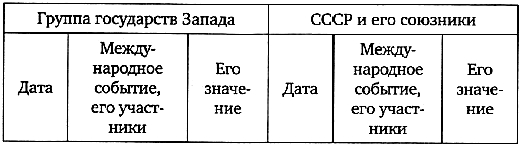 Группа государств Запада
СССР и его союзники
Дата
Между-
народное
событие,
его участ-
ники
Его
значе-
ние
Дата
Между-
народное
событие,
его участ-
ники
Его
значе-
ние